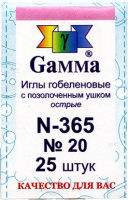 γ
Gamma
Иглы гобеленовые
с позолоченным ушком
острые
N-365
№ 20
25 штук
КАЧЕСТВО ДЛЯ ВАС